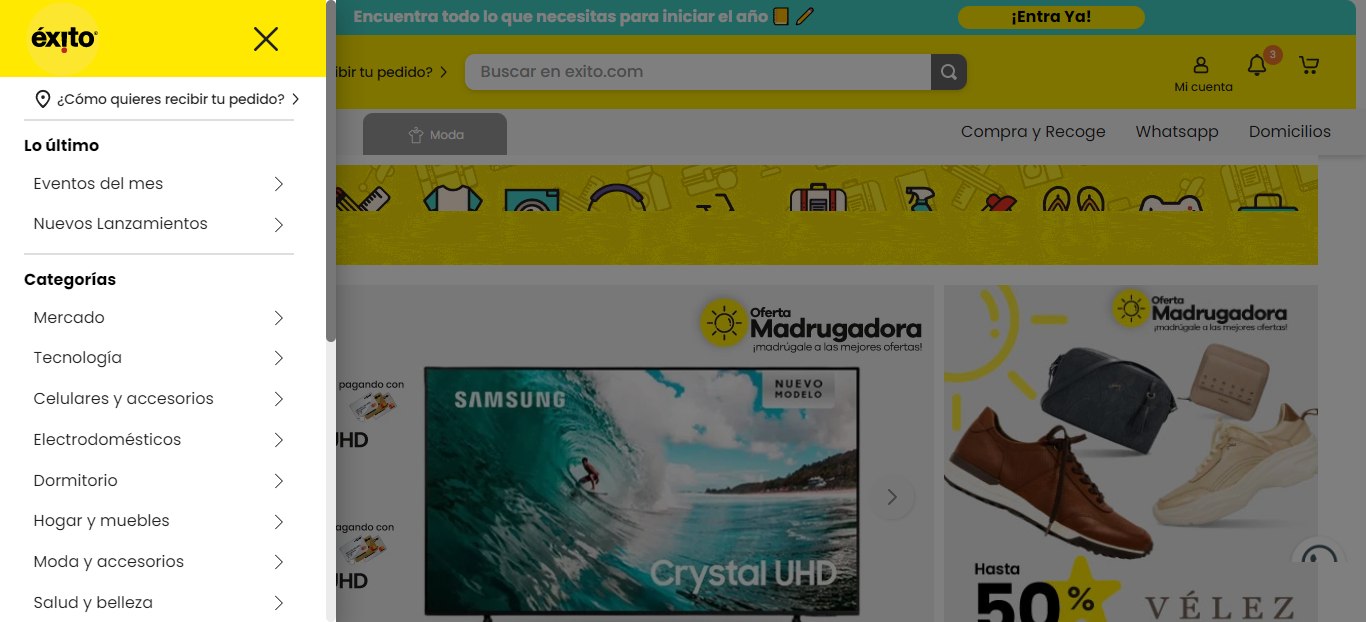 éxito
¿Cómo quieres recibir tu pedido?
Lo último
Eventos del mes
Nuevos Lanzamientos
Categorías
Mercado
Tecnología
Celulares y accesorios
Electrodomésticos
Dormitorio
Hogar y muebles
Moda y accesorios
Salud y belleza
Encuentra todo lo que necesitas para iniciar el año
¡Entra Ya!
ibir tu pedido?
Buscar en exito.com
Mi cuenta
3
Moda
Compra y Recoge
Whatsapp
Domicilios
Oferta
Madrugadora
¡madrúgale a las mejores ofertas!
pagando con
UHD
agando con
UHD
SAMSUNG
NUEVO
MODELO
Crystal UHD
Oferta
Madrugadora
¡madrúgale a las mejores ofertas!
Hasta
50%
VÉLEZ